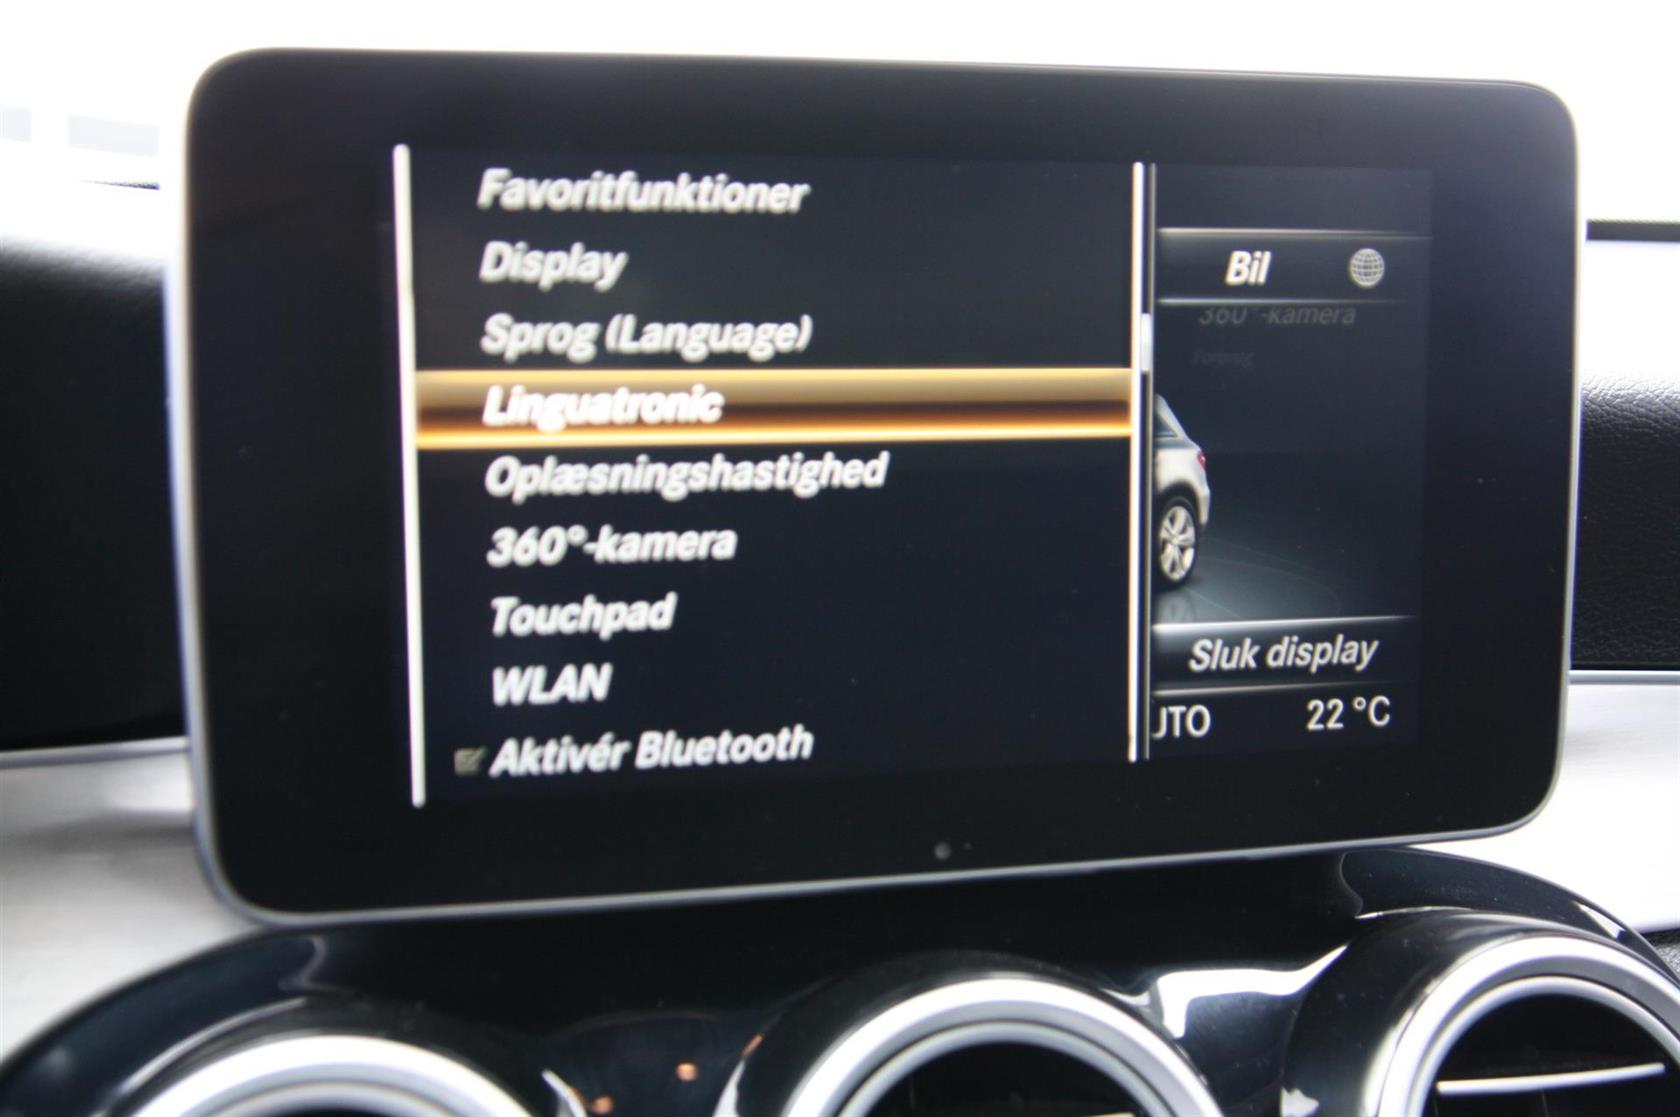 Favoritfunktioner
Display
Sprog (Language)
Linguatronic
Oplæsningshastighed
360°-kamera
Touchpad
WLAN
Aktivér Bluetooth
Bil
360°-kamera
Sluk display
UTO 22 °C